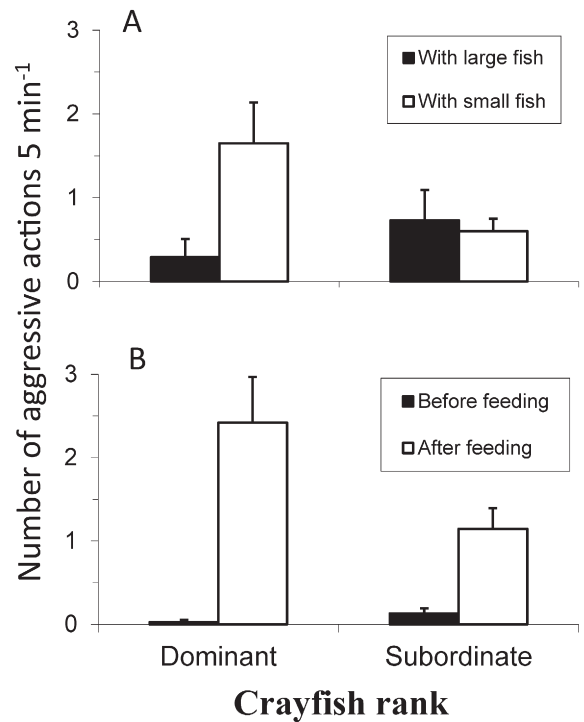 A
3
2
1
0
With large fish
With small fish
B
3
2
1
0
Before feeding
After feeding
Number of aggressive actions 5 min⁻¹
Dominant
Subordinate
Crayfish rank